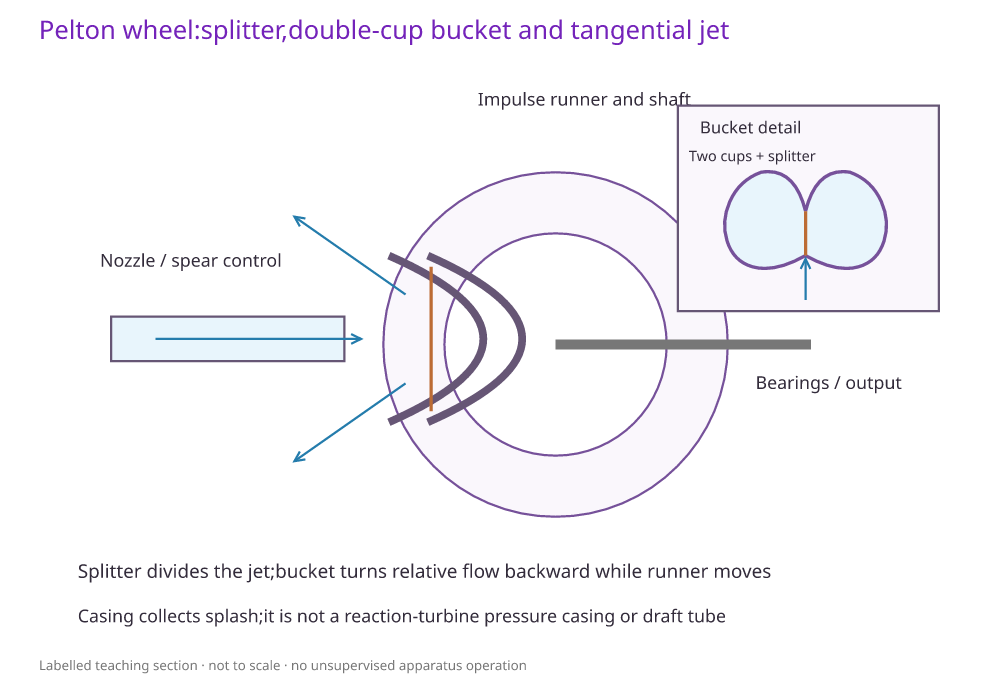 Pelton wheel:splitter,double-cup bucket and tangential jet
Impulse runner and shaft
Bucket detail
Two cups + splitter
Nozzle / spear control
Bearings / output
Splitter divides the jet;bucket turns relative flow backward while runner moves
Casing collects splash;it is not a reaction-turbine pressure casing or draft tube
Labelled teaching section · not to scale · no unsupervised apparatus operation